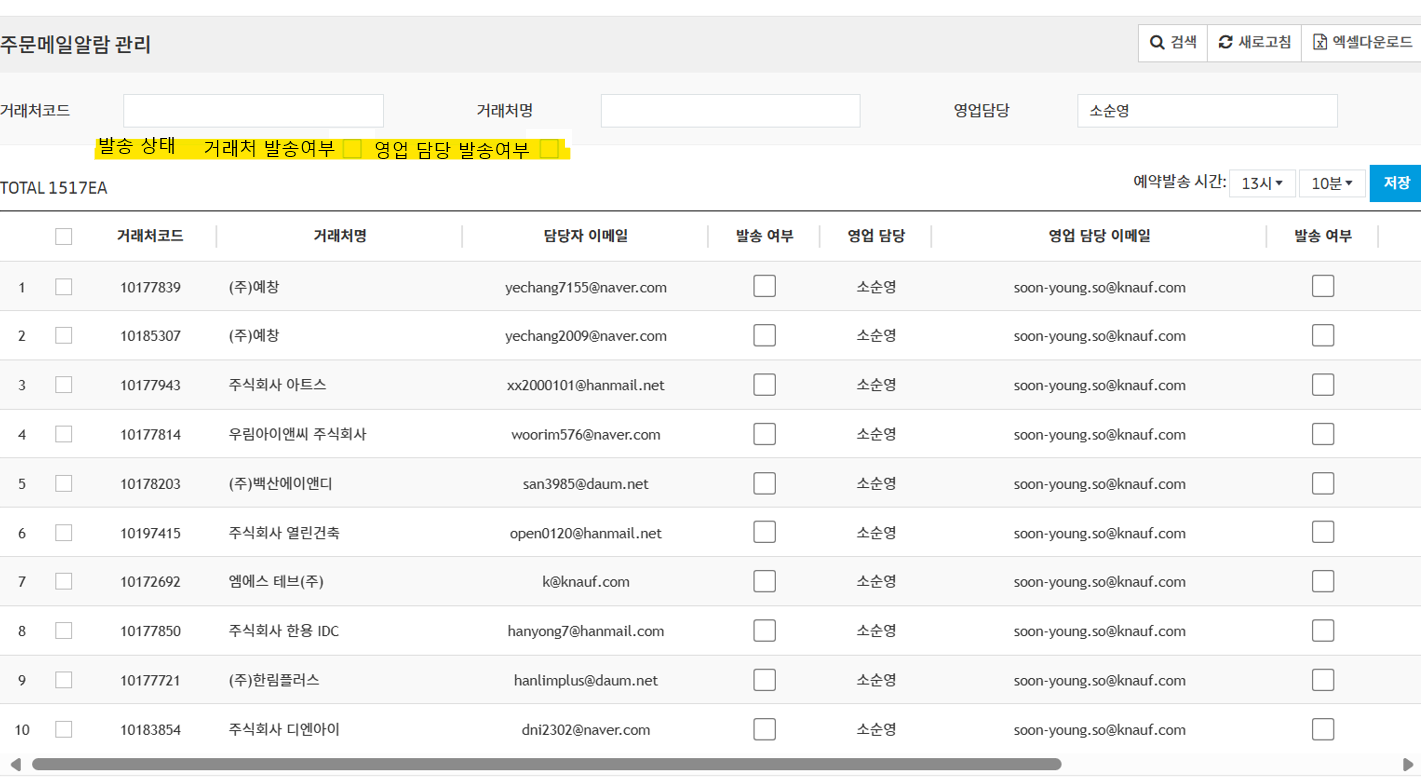 주문메일알람 관리 검색 새로고침 엑셀다운로드
거래처코드 거래처명 영업담당 소순영
발송 상태 거래처 발송여부 영업 담당 발송여부
TOTAL 1517EA 예약발송 시간: 13시 10분 저장
거래처코드 거래처명 담당자 이메일 발송 여부 영업 담당 영업 담당 이메일 발송 여부
1 10177839 (주)예창 yechang7155@naver.com 소순영 soon-young.so@knauf.com
2 10185307 (주)예창 yechang2009@naver.com 소순영 soon-young.so@knauf.com
3 10177943 주식회사 아트스 xx2000101@hanmail.net 소순영 soon-young.so@knauf.com
4 10177814 우림아이앤씨 주식회사 woorim576@naver.com 소순영 soon-young.so@knauf.com
5 10178203 (주)백산에이앤디 san3985@daum.net 소순영 soon-young.so@knauf.com
6 10197415 주식회사 열린건축 open0120@hanmail.net 소순영 soon-young.so@knauf.com
7 10172692 엠에스 테브(주) k@knauf.com 소순영 soon-young.so@knauf.com
8 10177850 주식회사 한용 IDC hanyong7@hanmail.com 소순영 soon-young.so@knauf.com
9 10177721 (주)한림플러스 hanlimplus@daum.net 소순영 soon-young.so@knauf.com
10 10183854 주식회사 디엔아이 dni2302@naver.com 소순영 soon-young.so@knauf.com